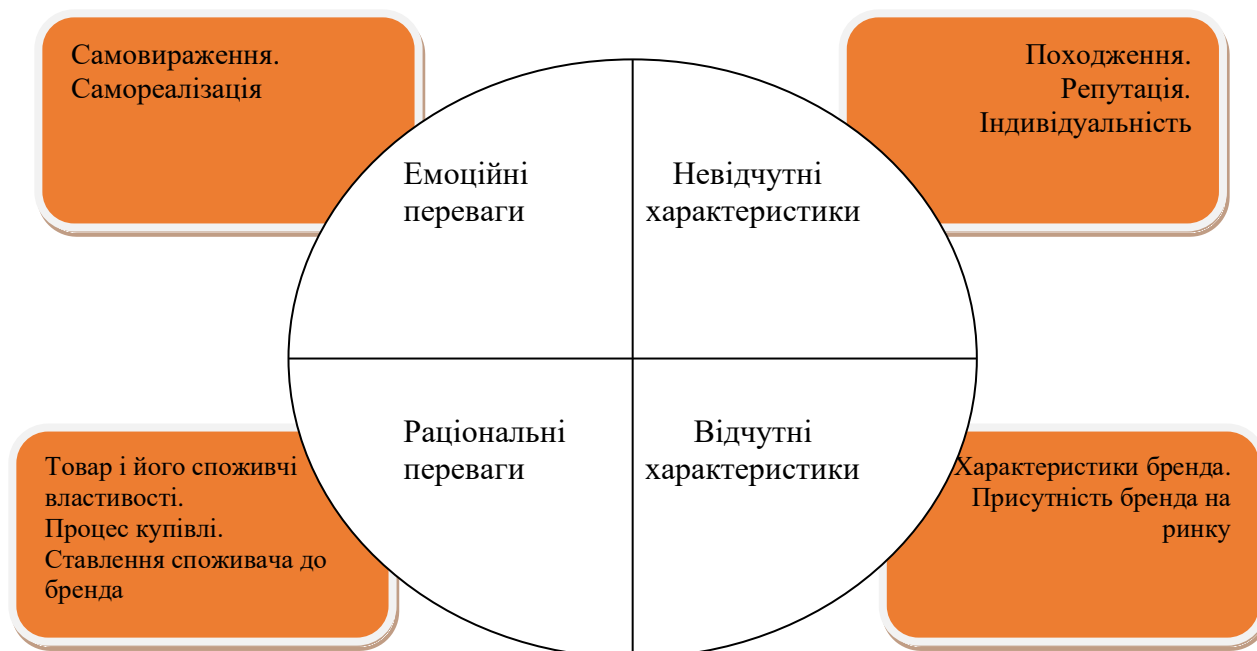 Самовираження.
Самореалізація
Походження.
Репутація.
Індивідуальність
Емоційні
переваги
Невідчутні
характеристики
Раціональні
переваги
Відчутні
характеристики
Товар і його споживчі
властивості.
Процес купівлі.
Ставлення споживача до
бренда
Характеристики бренда.
Присутність бренда на
ринку